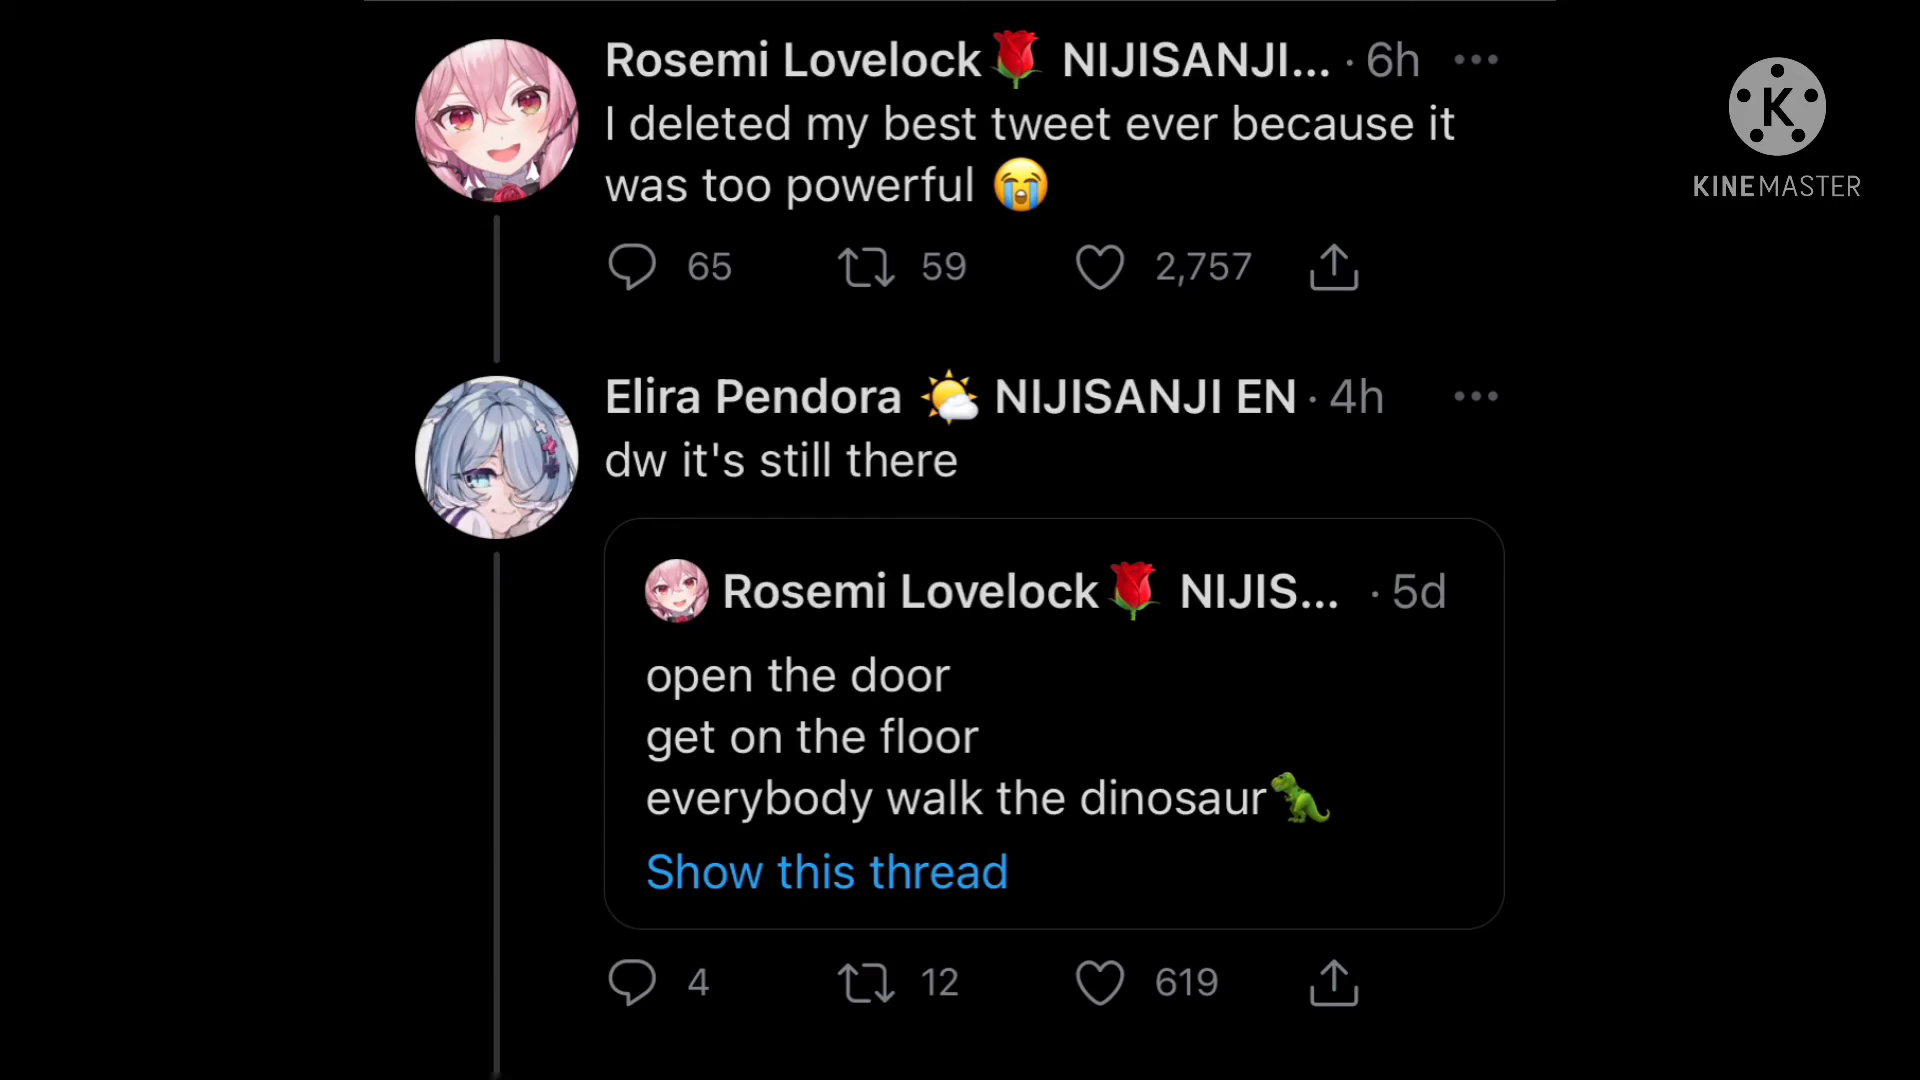 Rosemi Lovelock🌹 NIJISANJI... · 6h
I deleted my best tweet ever because it
was too powerful 😭
65 59 2,757
K
KINEMASTER
Elira Pendora 🌤️ NIJISANJI EN · 4h
dw it's still there
Rosemi Lovelock🌹 NIJIS... · 5d
open the door
get on the floor
everybody walk the dinosaur🦖
Show this thread
4 12 619